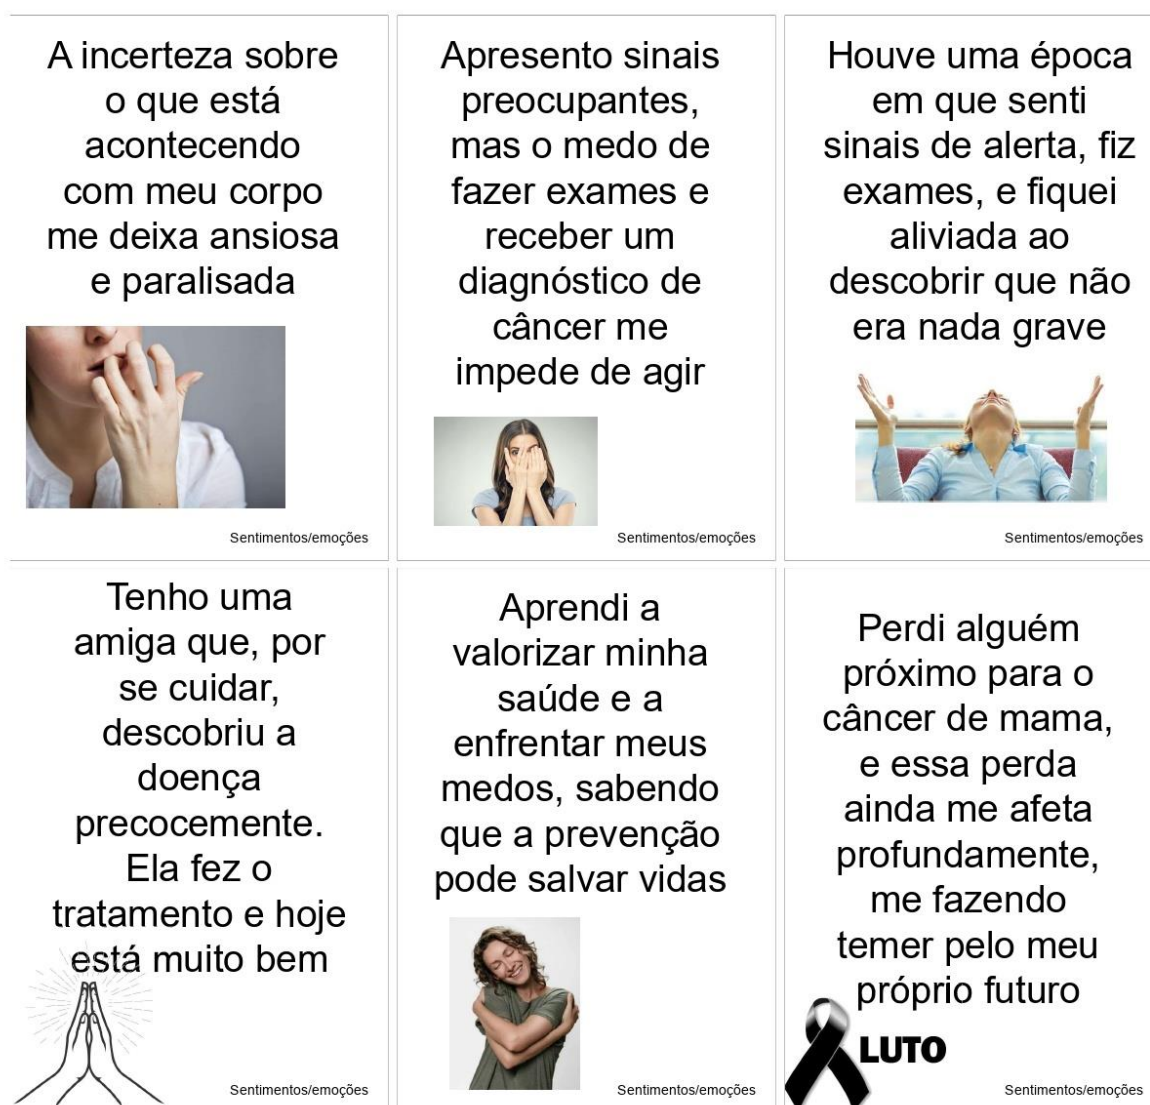 A incerteza sobre
o que está
acontecendo
com meu corpo
me deixa ansiosa
e paralisada
Sentimentos/emoções
Apresento sinais
preocupantes,
mas o medo de
fazer exames e
receber um
diagnóstico de
câncer me
impede de agir
Sentimentos/emoções
Houve uma época
em que senti
sinais de alerta, fiz
exames, e fiquei
aliviada ao
descobrir que não
era nada grave
Sentimentos/emoções
Tenho uma
amiga que, por
se cuidar,
descobriu a
doença
precocemente.
Ela fez o
tratamento e hoje
está muito bem
Sentimentos/emoções
Aprendi a
valorizar minha
saúde e a
enfrentar meus
medos, sabendo
que a prevenção
pode salvar vidas
Sentimentos/emoções
Perdi alguém
próximo para o
câncer de mama,
e essa perda
ainda me afeta
profundamente,
me fazendo
temer pelo meu
próprio futuro
LUTO
Sentimentos/emoções